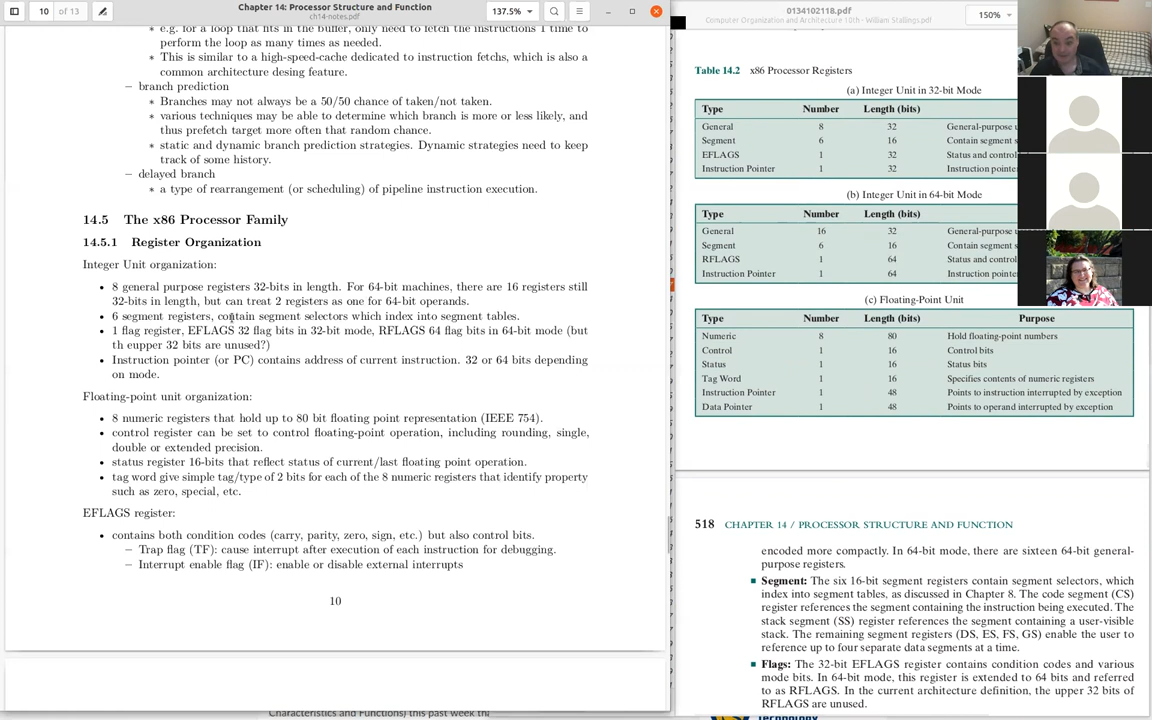 10 of 13
Chapter 14: Processor Structure and Function
ch14-notes.pdf
137.5%
∗ e.g. for a loop that fits in the buffer, only need to fetch the instructions 1 time to
perform the loop as many times as needed.
∗ This is similar to a high-speed-cache dedicated to instruction fetchs, which is also a
common architecture desing feature.
– branch prediction
∗ Branches may not always be a 50/50 chance of taken/not taken.
∗ various techniques may be able to determine which branch is more or less likely, and
thus prefetch target more often that random chance.
∗ static and dynamic branch prediction strategies. Dynamic strategies need to keep
track of some history.
– delayed branch
∗ a type of rearrangement (or scheduling) of pipeline instruction execution.
14.5 The x86 Processor Family
14.5.1 Register Organization
Integer Unit organization:
• 8 general purpose registers 32-bits in length. For 64-bit machines, there are 16 registers still
32-bits in length, but can treat 2 registers as one for 64-bit operands.
• 6 segment registers, contain segment selectors which index into segment tables.
• 1 flag register, EFLAGS 32 flag bits in 32-bit mode, RFLAGS 64 flag bits in 64-bit mode (but
th eupper 32 bits are unused?)
• Instruction pointer (or PC) contains address of current instruction. 32 or 64 bits depending
on mode.
Floating-point unit organization:
• 8 numeric registers that hold up to 80 bit floating point representation (IEEE 754).
• control register can be set to control floating-point operation, including rounding, single,
double or extended precision.
• status register 16-bits that reflect status of current/last floating point operation.
• tag word give simple tag/type of 2 bits for each of the 8 numeric registers that identify property
such as zero, special, etc.
EFLAGS register:
• contains both condition codes (carry, parity, zero, sign, etc.) but also control bits.
– Trap flag (TF): cause interrupt after execution of each instruction for debugging.
– Interrupt enable flag (IF): enable or disable external interrupts
10
0134102118.pdf
Computer Organization and Architecture 10th - William Stallings.pdf
150%
Table 14.2 x86 Processor Registers
(a) Integer Unit in 32-bit Mode
Type Number Length (bits)
General 8 32 General-purpose
Segment 6 16 Contain segment
EFLAGS 1 32 Status and control
Instruction Pointer 1 32 Instruction pointer
(b) Integer Unit in 64-bit Mode
Type Number Length (bits)
General 16 32 General-purpose
Segment 6 16 Contain segment
RFLAGS 1 64 Status and control
Instruction Pointer 1 64 Instruction pointer
(c) Floating-Point Unit
Type Number Length (bits) Purpose
Numeric 8 80 Hold floating-point numbers
Control 1 16 Control bits
Status 1 16 Status bits
Tag Word 1 16 Specifies contents of numeric registers
Instruction Pointer 1 48 Points to instruction interrupted by exception
Data Pointer 1 48 Points to operand interrupted by exception
518 CHAPTER 14 / PROCESSOR STRUCTURE AND FUNCTION
encoded more compactly. In 64-bit mode, there are sixteen 64-bit general-
purpose registers.
■ Segment: The six 16-bit segment registers contain segment selectors, which
index into segment tables, as discussed in Chapter 8. The code segment (CS)
register references the segment containing the instruction being executed. The
stack segment (SS) register references the segment containing a user-visible
stack. The remaining segment registers (DS, ES, FS, GS) enable the user to
reference up to four separate data segments at a time.
■ Flags: The 32-bit EFLAGS register contains condition codes and various
mode bits. In 64-bit mode, this register is extended to 64 bits and referred
to as RFLAGS. In the current architecture definition, the upper 32 bits of
RFLAGS are unused.